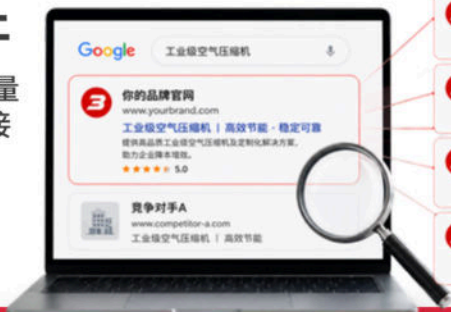 量
接
Google 工业级空气压缩机
你的品牌官网
www.yourbrand.com
工业级空气压缩机 | 高效节能 · 稳定可靠
提供高品质工业级空气压缩机及定制化解决方案,
助力企业降本增效。
5.0
竞争对手A
www.competitor-a.com
工业级空气压缩机 | 高效节能